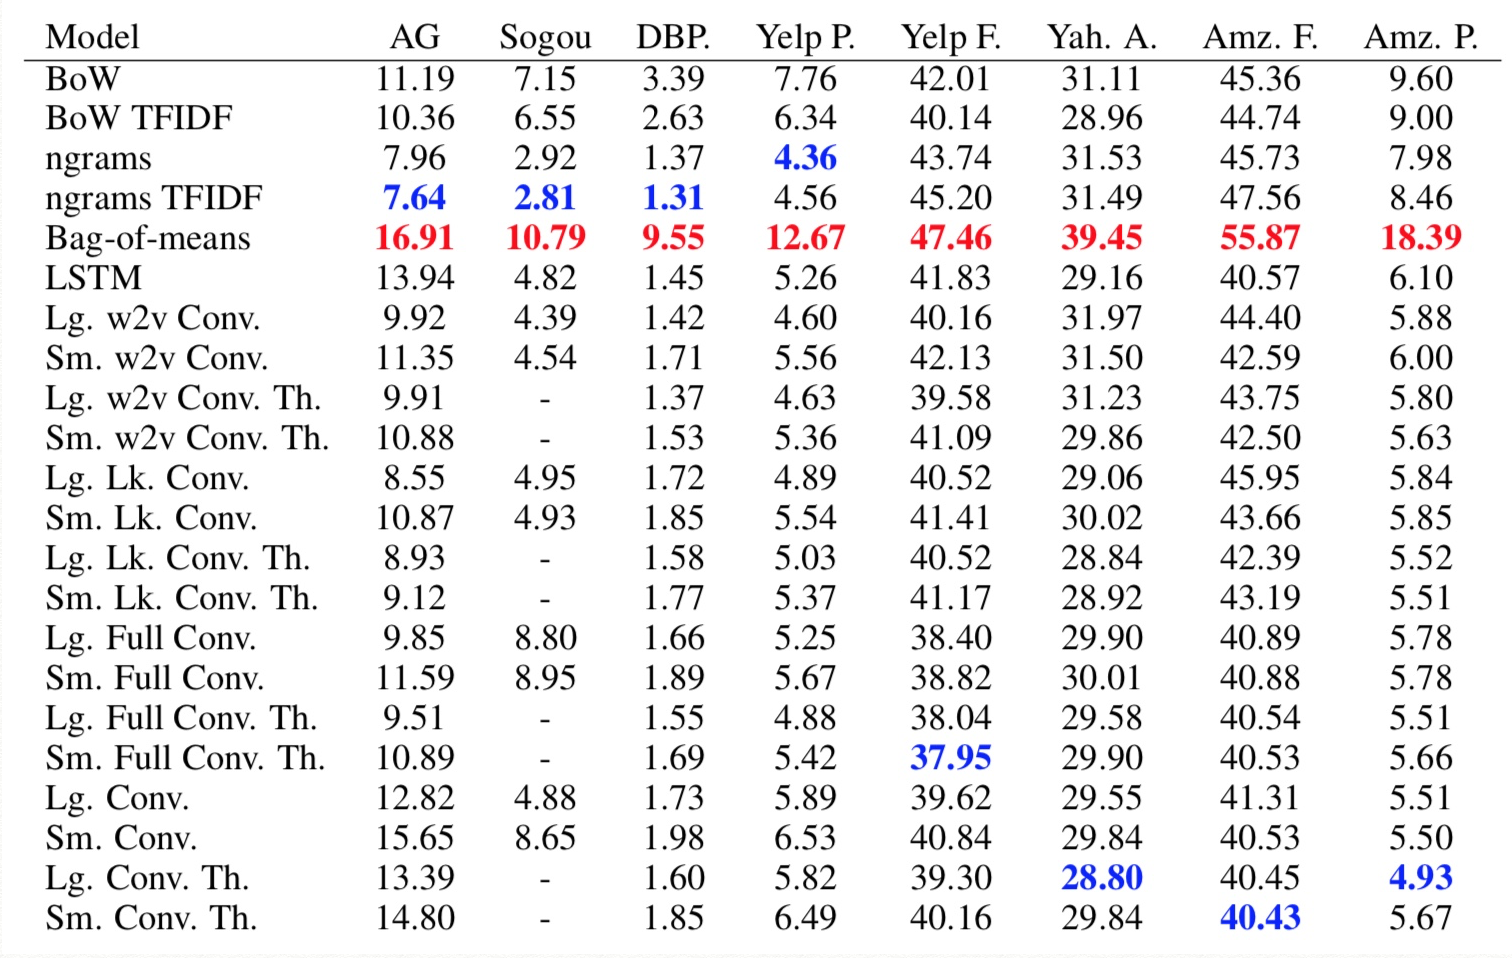 Model AG Sogou DBP. Yelp P. Yelp F. Yah. A. Amz. F. Amz. P.
BoW 11.19 7.15 3.39 7.76 42.01 31.11 45.36 9.60
BoW TFIDF 10.36 6.55 2.63 6.34 40.14 28.96 44.74 9.00
ngrams 7.96 2.92 1.37 4.36 43.74 31.53 45.73 7.98
ngrams TFIDF 7.64 2.81 1.31 4.56 45.20 31.49 47.56 8.46
Bag-of-means 16.91 10.79 9.55 12.67 47.46 39.45 55.87 18.39
LSTM 13.94 4.82 1.45 5.26 41.83 29.16 40.57 6.10
Lg. w2v Conv. 9.92 4.39 1.42 4.60 40.16 31.97 44.40 5.88
Sm. w2v Conv. 11.35 4.54 1.71 5.56 42.13 31.50 42.59 6.00
Lg. w2v Conv. Th. 9.91 - 1.37 4.63 39.58 31.23 43.75 5.80
Sm. w2v Conv. Th. 10.88 - 1.53 5.36 41.09 29.86 42.50 5.63
Lg. Lk. Conv. 8.55 4.95 1.72 4.89 40.52 29.06 45.95 5.84
Sm. Lk. Conv. 10.87 4.93 1.85 5.54 41.41 30.02 43.66 5.85
Lg. Lk. Conv. Th. 8.93 - 1.58 5.03 40.52 28.84 42.39 5.52
Sm. Lk. Conv. Th. 9.12 - 1.77 5.37 41.17 28.92 43.19 5.51
Lg. Full Conv. 9.85 8.80 1.66 5.25 38.40 29.90 40.89 5.78
Sm. Full Conv. 11.59 8.95 1.89 5.67 38.82 30.01 40.88 5.78
Lg. Full Conv. Th. 9.51 - 1.55 4.88 38.04 29.58 40.54 5.51
Sm. Full Conv. Th. 10.89 - 1.69 5.42 37.95 29.90 40.53 5.66
Lg. Conv. 12.82 4.88 1.73 5.89 39.62 29.55 41.31 5.51
Sm. Conv. 15.65 8.65 1.98 6.53 40.84 29.84 40.53 5.50
Lg. Conv. Th. 13.39 - 1.60 5.82 39.30 28.80 40.45 4.93
Sm. Conv. Th. 14.80 - 1.85 6.49 40.16 29.84 40.43 5.67